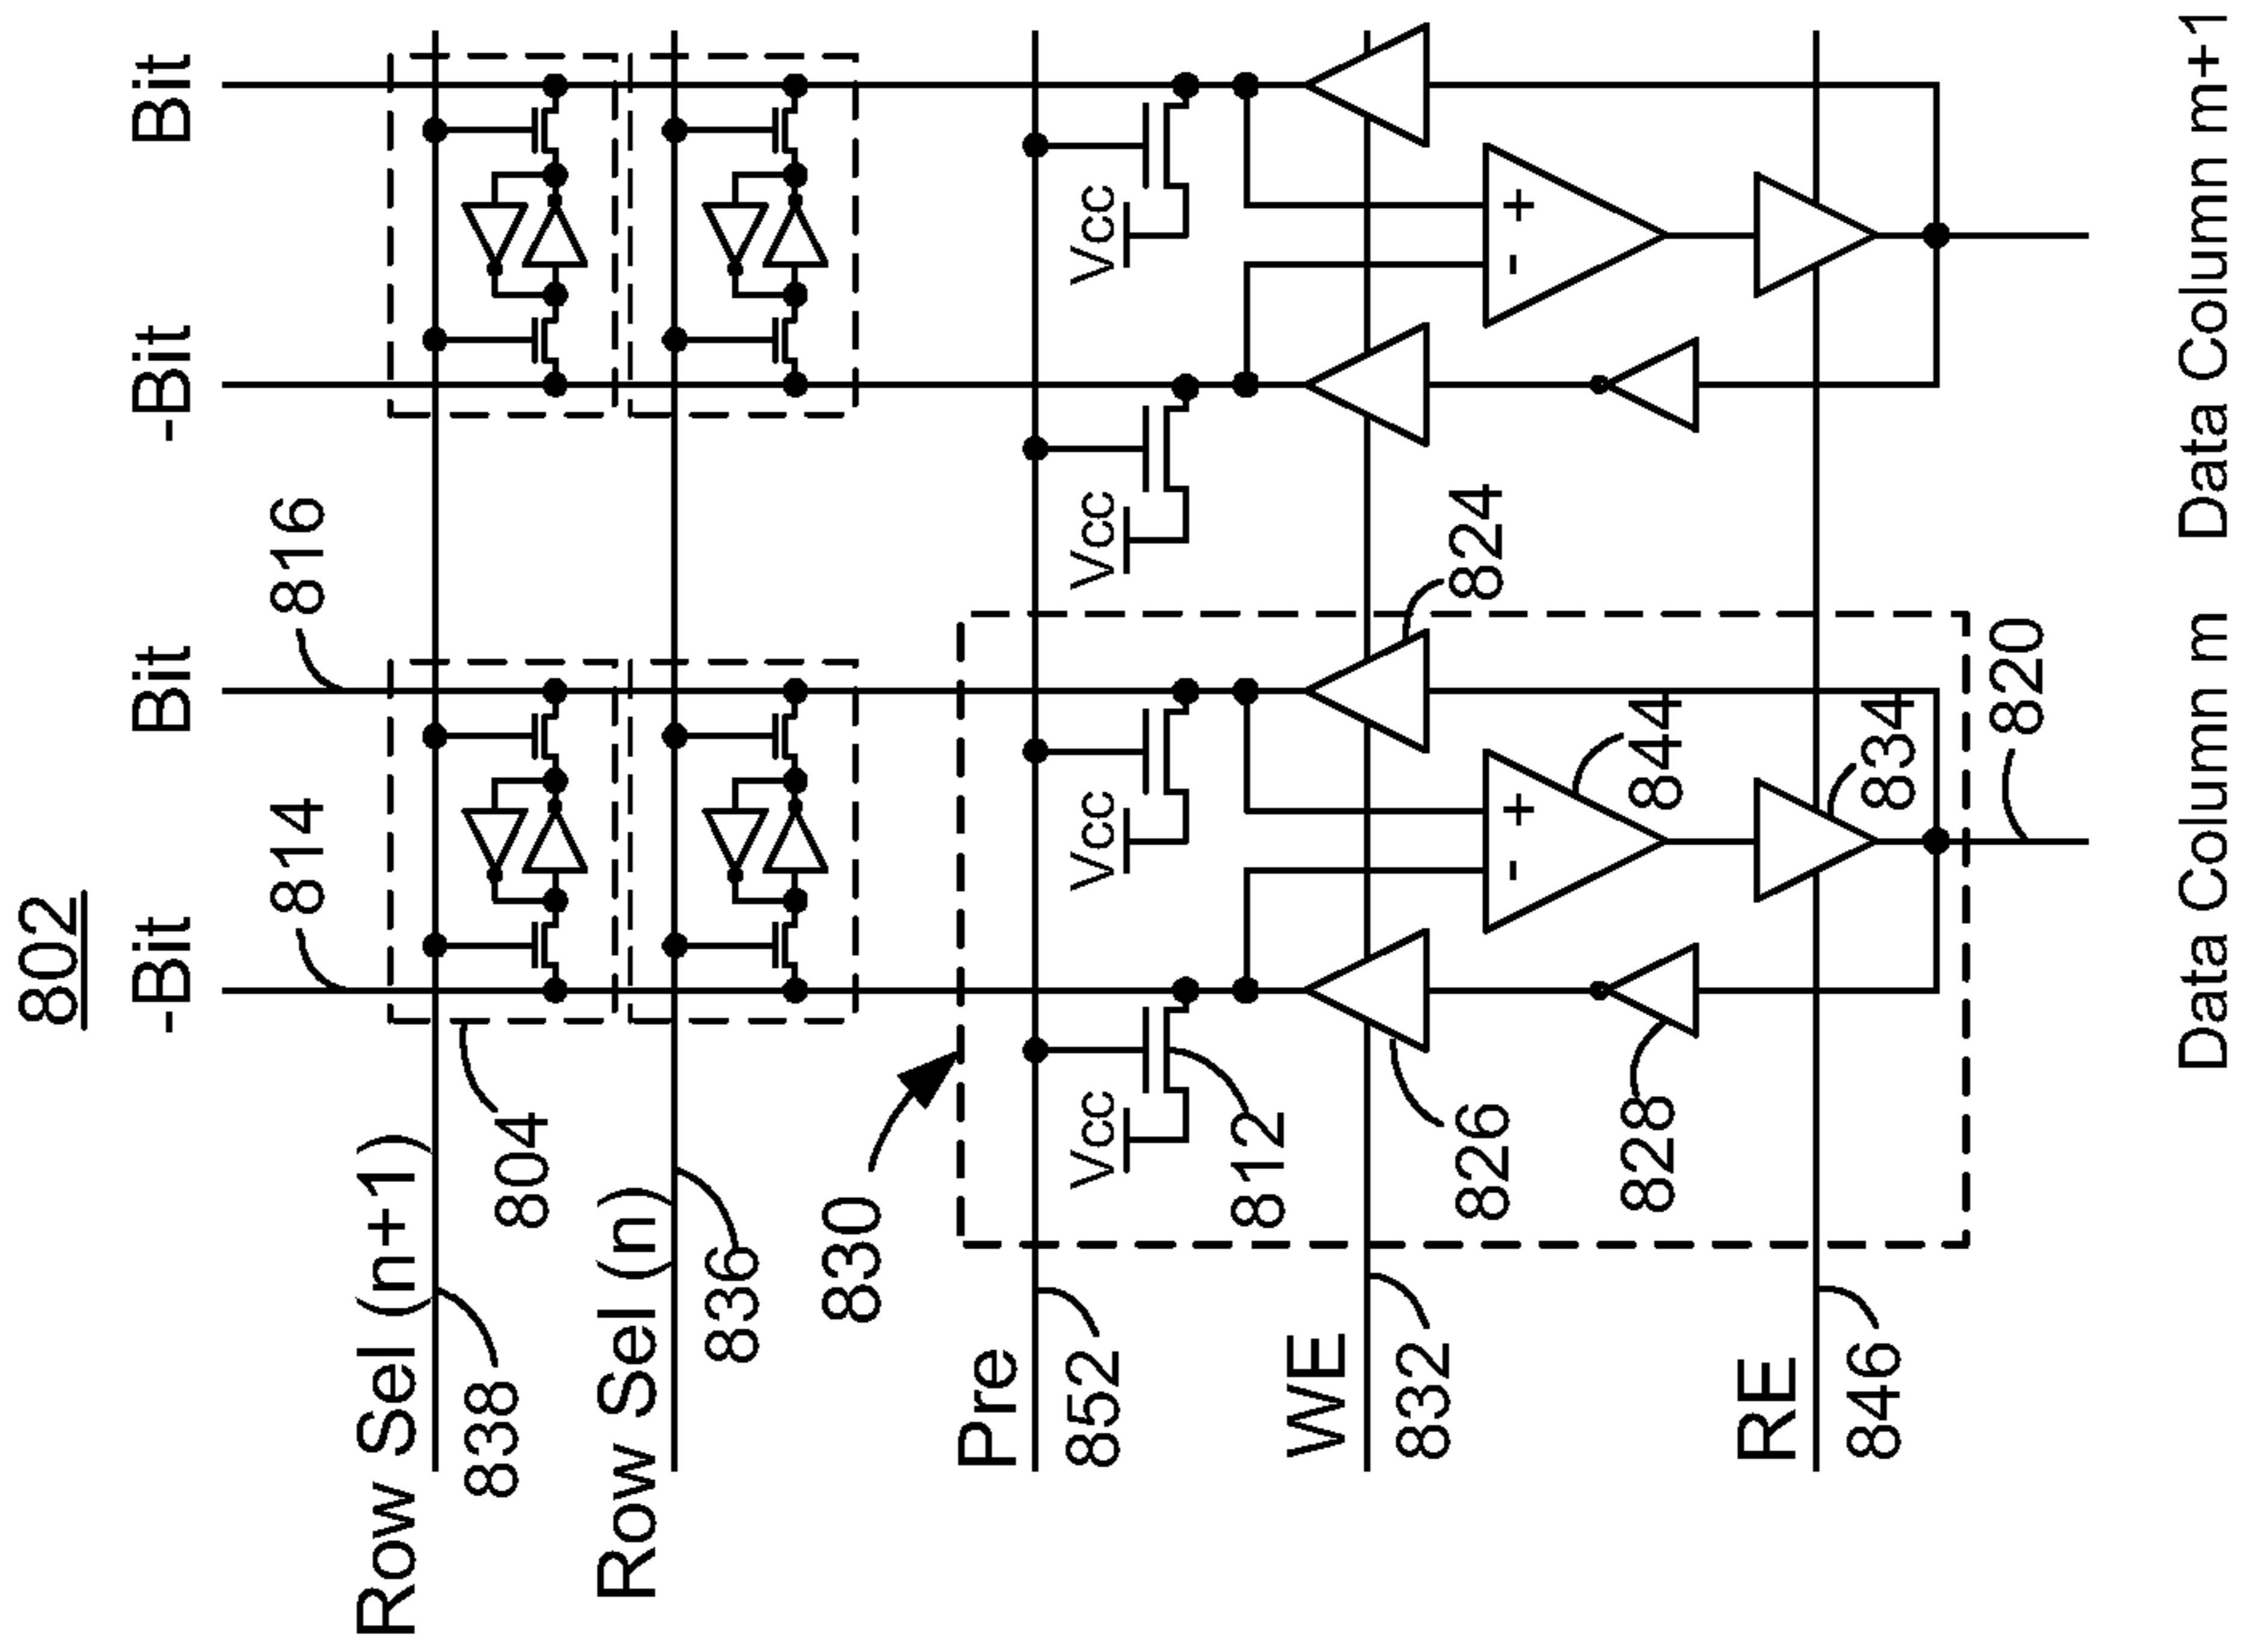 802
-Bit
Bit
-Bit
Bit
814
816
Row Sel (n+1)
838
804
Row Sel (n)
836
830
Pre
852
Vcc
Vcc
Vcc
Vcc
812
WE
832
826
824
-
+
-
+
828
844
RE
846
834
820
Data Column m
Data Column m+1